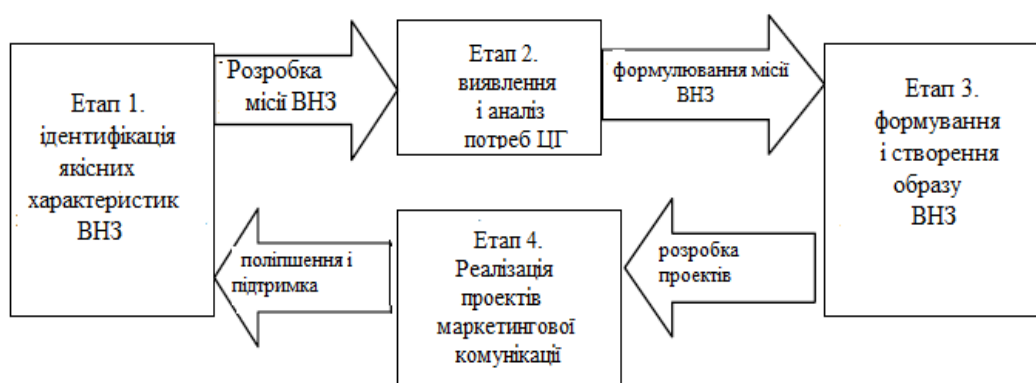 Етап 1.
ідентифікація
якісних
характеристик
ВНЗ
Розробка
місії ВНЗ
Етап 2.
виявлення
і аналіз
потреб ЦГ
формулювання місії
ВНЗ
Етап 3.
формування
і створення
образу
ВНЗ
розробка
проектів
Етап 4.
Реалізація
проектів
маркетингової
комунікації
поліпшення і
підтримка